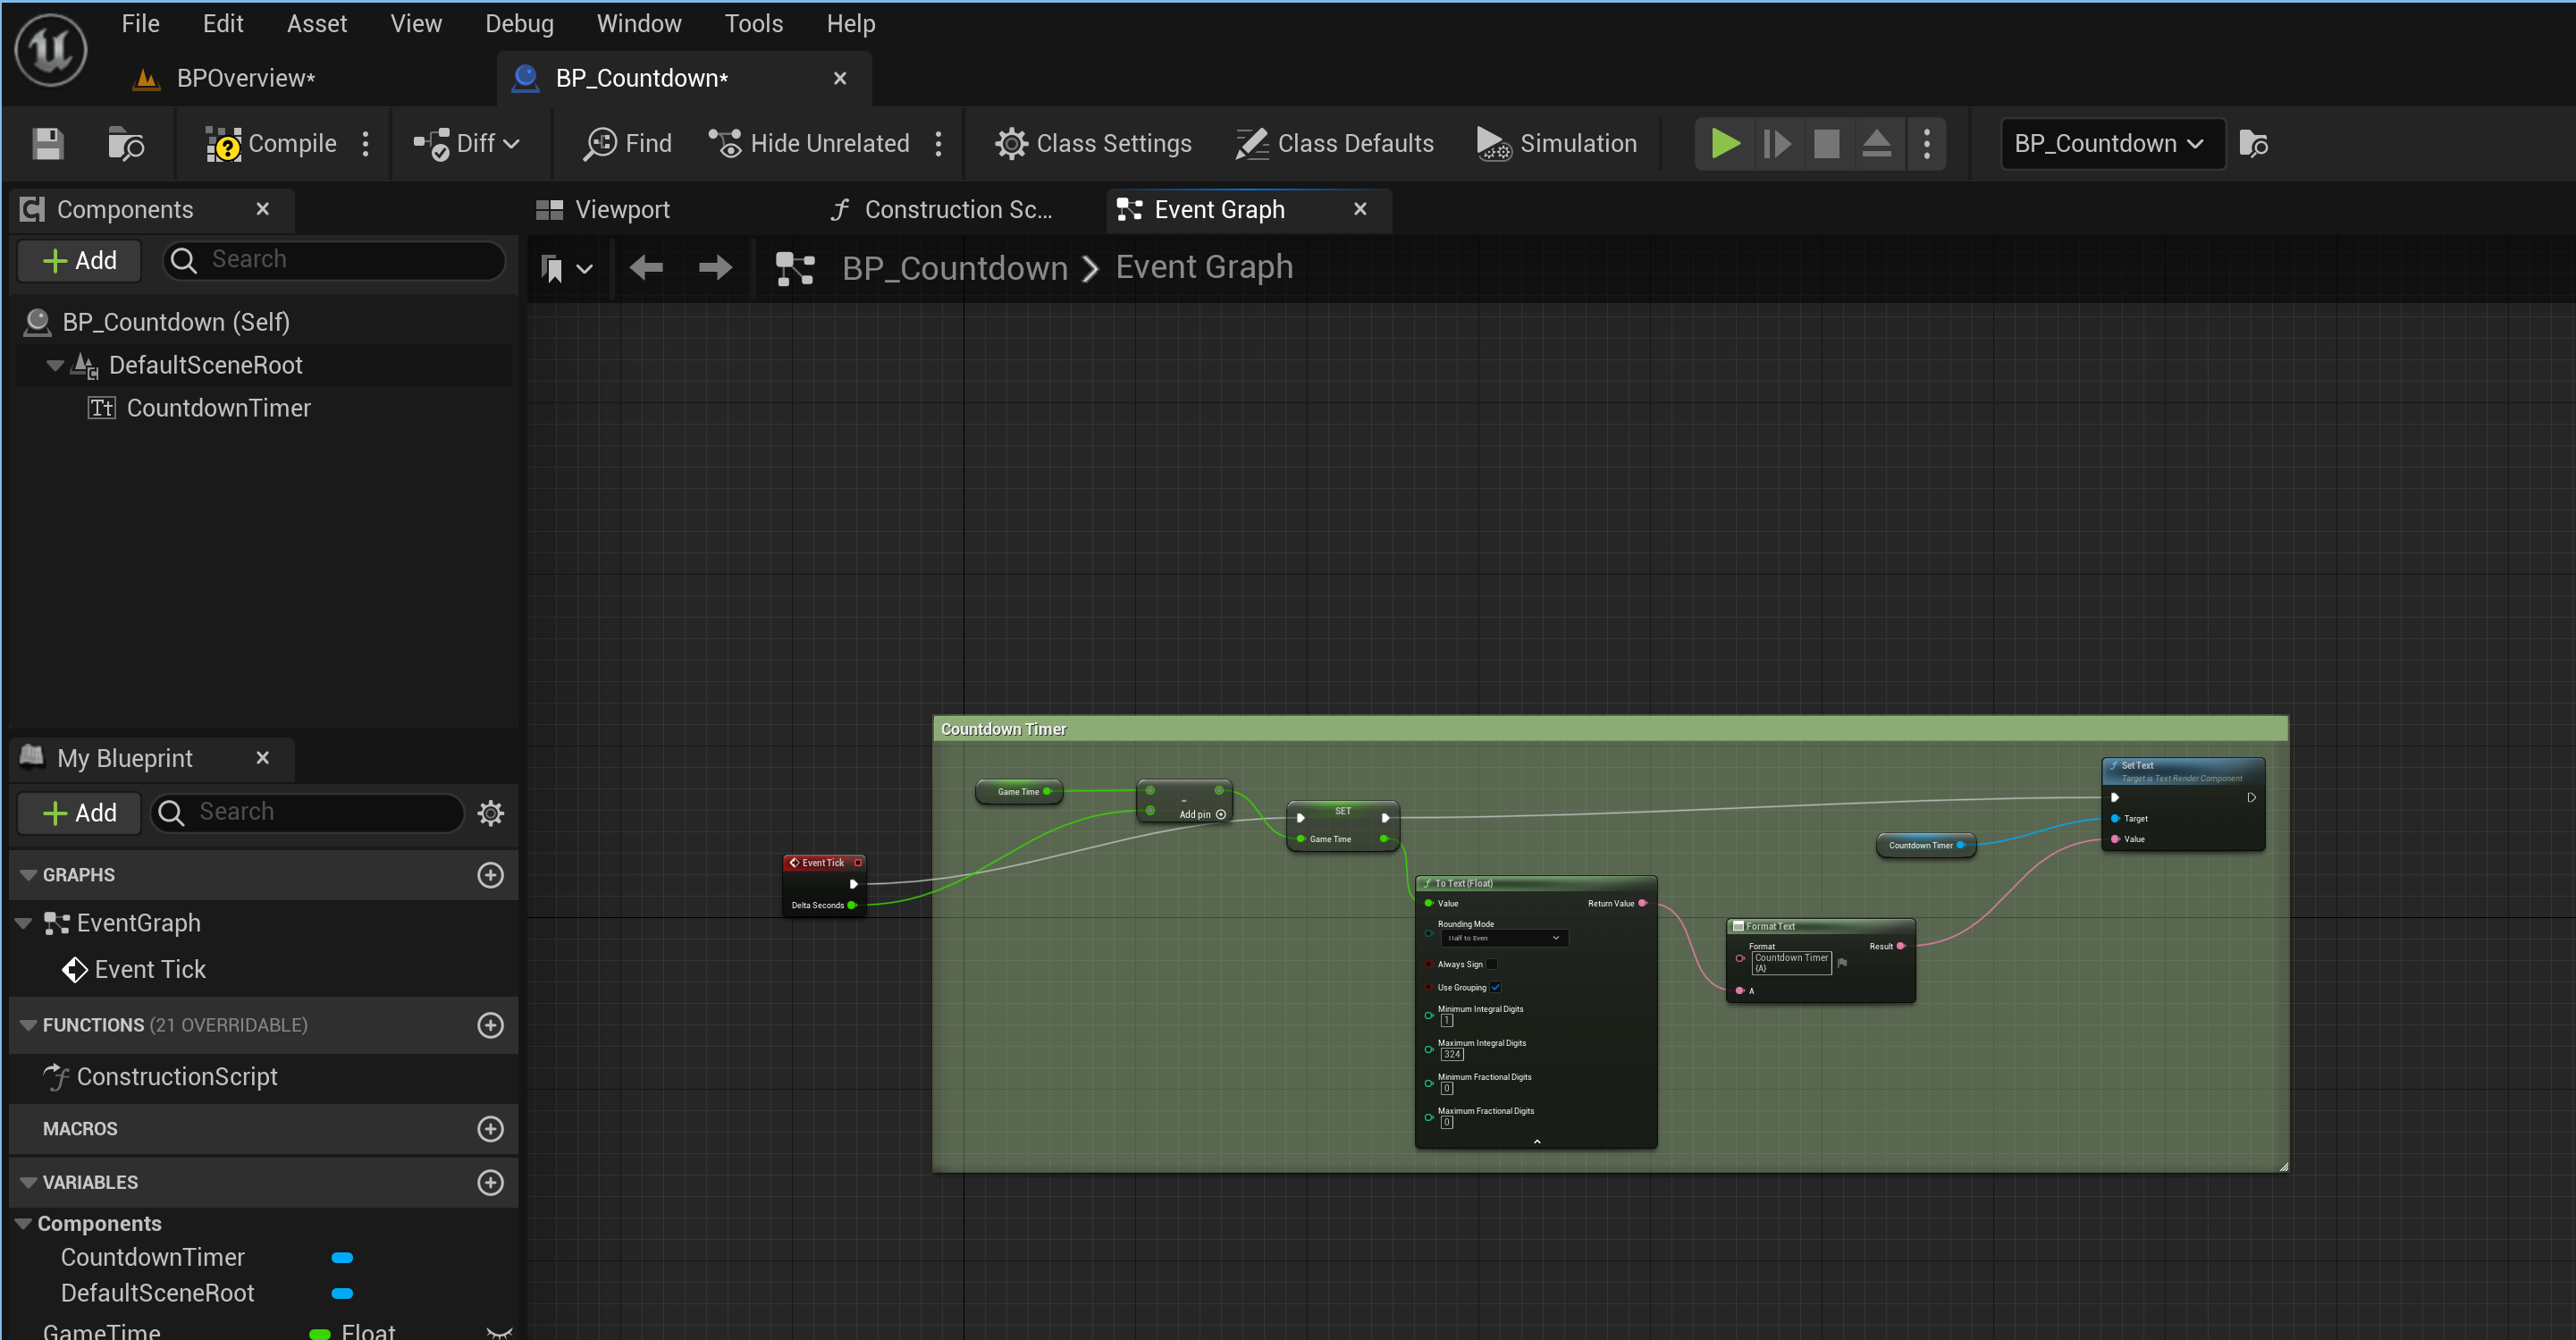 File Edit Asset View Debug Window Tools Help
BPOverview*
BP_Countdown*
Compile
Diff
Find
Hide Unrelated
Class Settings
Class Defaults
Simulation
BP_Countdown
Components
Add
Search
BP_Countdown (Self)
DefaultSceneRoot
CountdownTimer
Viewport
Construction Sc...
Event Graph
BP_Countdown
Event Graph
My Blueprint
Add
Search
GRAPHS
EventGraph
Event Tick
FUNCTIONS (21 OVERRIDABLE)
ConstructionScript
MACROS
VARIABLES
Components
CountdownTimer
DefaultSceneRoot
GameTime
Float
Countdown Timer
Event Tick
Delta Seconds
Game Time
-
Add pin
SET
Game Time
To Text (Float)
Value
Return Value
Rounding Mode
Half to Even
Always Sign
Use Grouping
Minimum Integral Digits
1
Maximum Integral Digits
324
Minimum Fractional Digits
0
Maximum Fractional Digits
0
Format Text
Format
Result
Countdown Timer
{A}
A
Countdown Timer
Set Text
Target is Text Render Component
Target
Value